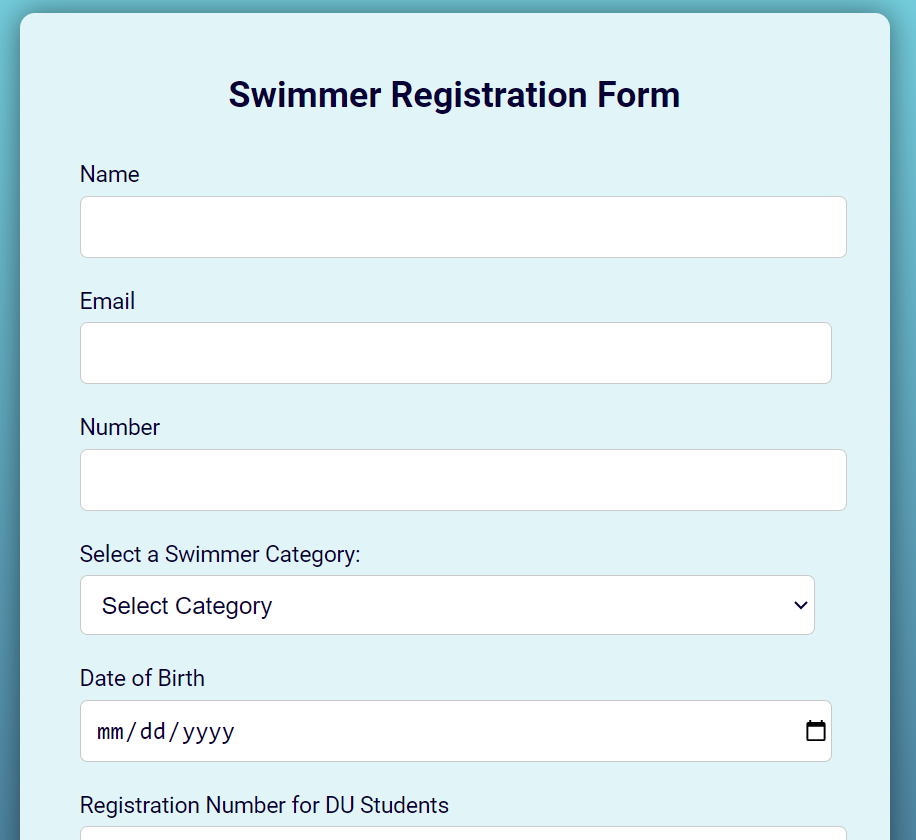 Swimmer Registration Form
Name
Email
Number
Select a Swimmer Category:
Select Category
Date of Birth
mm/dd/yyyy
Registration Number for DU Students